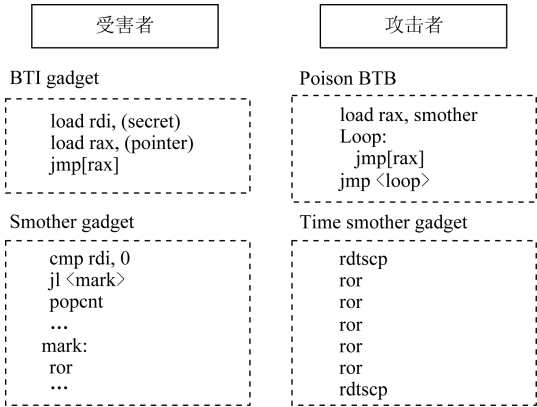 受害者
BTI gadget
load rdi, (secret)
load rax, (pointer)
jmp[rax]
Smother gadget
cmp rdi, 0
jl <mark>
popcnt
...
mark:
ror
...
攻击者
Poison BTB
load rax, smother
Loop:
jmp[rax]
jmp <loop>
Time smother gadget
rdtscp
ror
ror
ror
ror
ror
rdtscp